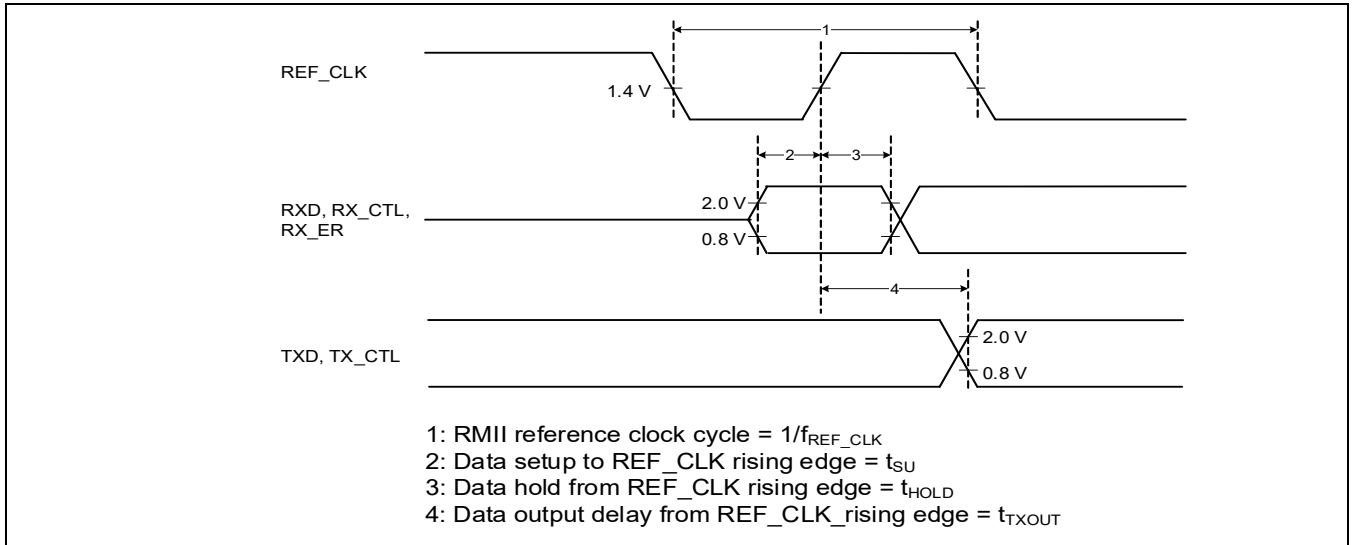 1
REF_CLK
1.4 V
2
3
2.0 V
RXD, RX_CTL,
RX_ER
0.8 V
4
2.0 V
TXD, TX_CTL
0.8 V
1: RMII reference clock cycle = 1/fREF_CLK
2: Data setup to REF_CLK rising edge = tSU
3: Data hold from REF_CLK rising edge = tHOLD
4: Data output delay from REF_CLK_rising edge = tTXOUT